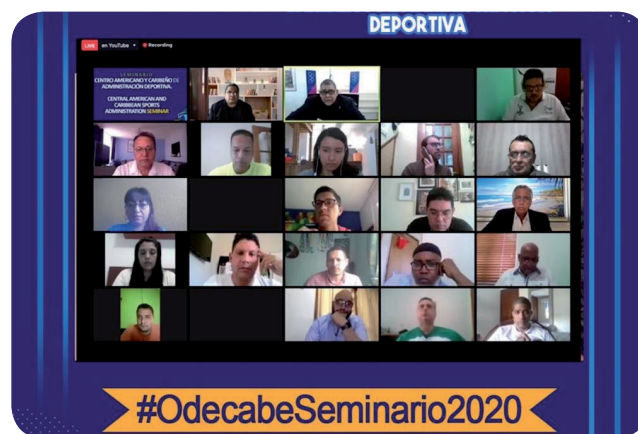 DEPORTIVA
LIVE en YouTube Recording
SEMINARIO
CENTRO AMERICANO Y CARIBEÑO DE
ADMINISTRACIÓN DEPORTIVA.
CENTRAL AMERICAN AND
CARIBBEAN SPORTS
ADMINISTRATION SEMINAR
#OdecabeSeminario2020